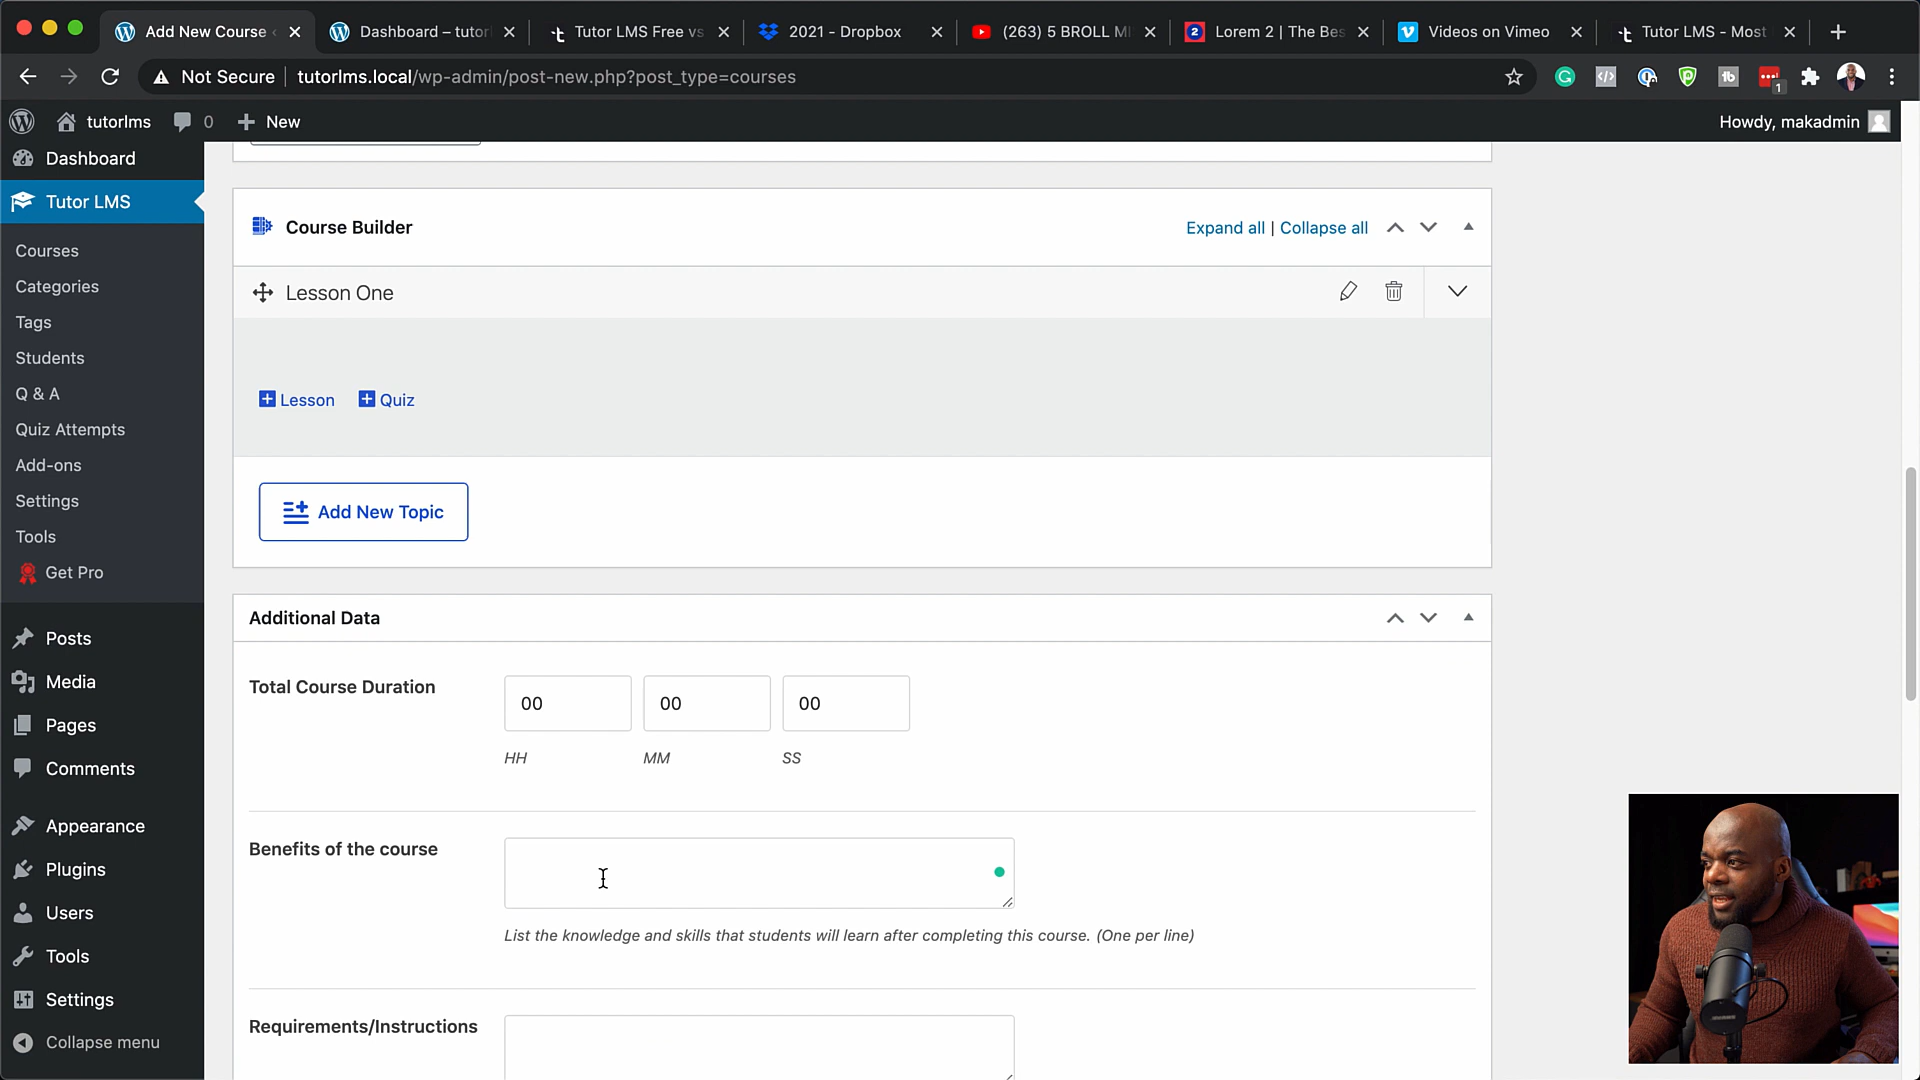 Add New Course
Dashboard – tutor
Tutor LMS Free vs
2021 - Dropbox
(263) 5 BROLL MI
Lorem 2 | The Bes
Videos on Vimeo
Tutor LMS - Most
Not Secure
tutorlms.local/wp-admin/post-new.php?post_type=courses
1
tutorlms
0
New
Howdy, makadmin
Dashboard
Tutor LMS
Courses
Categories
Tags
Students
Q & A
Quiz Attempts
Add-ons
Settings
Tools
Get Pro
Posts
Media
Pages
Comments
Appearance
Plugins
Users
Tools
Settings
Collapse menu
Course Builder
Expand all | Collapse all
Lesson One
Lesson
Quiz
Add New Topic
Additional Data
Total Course Duration
00
00
00
HH
MM
SS
Benefits of the course
List the knowledge and skills that students will learn after completing this course. (One per line)
Requirements/Instructions